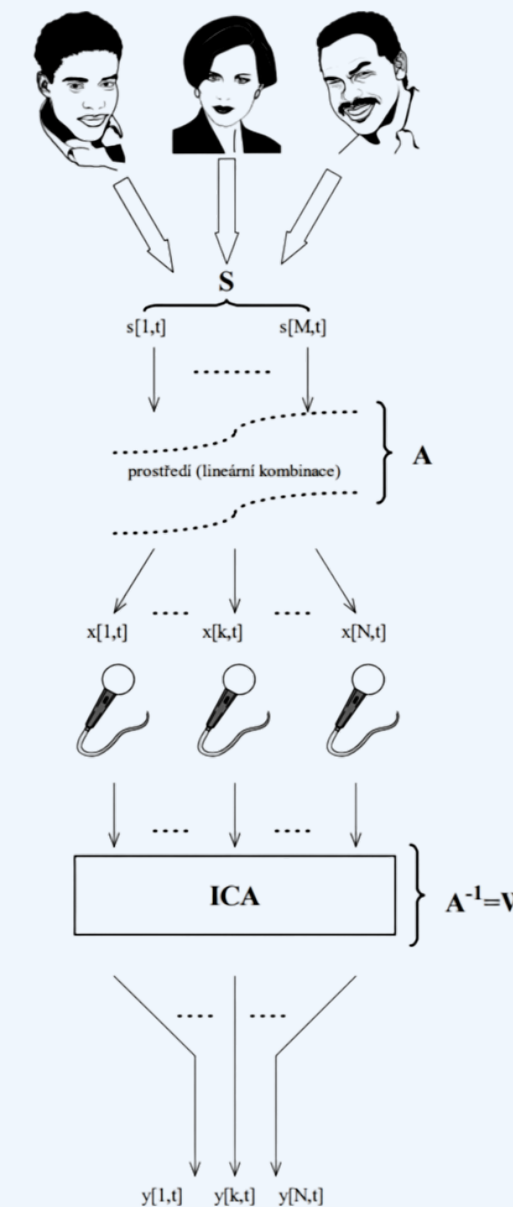 S
s[1,t] s[M,t]
prostředí (lineární kombinace)
A
x[1,t] x[k,t] x[N,t]
ICA
A⁻¹=
y[1,t] y[k,t] y[N,t]